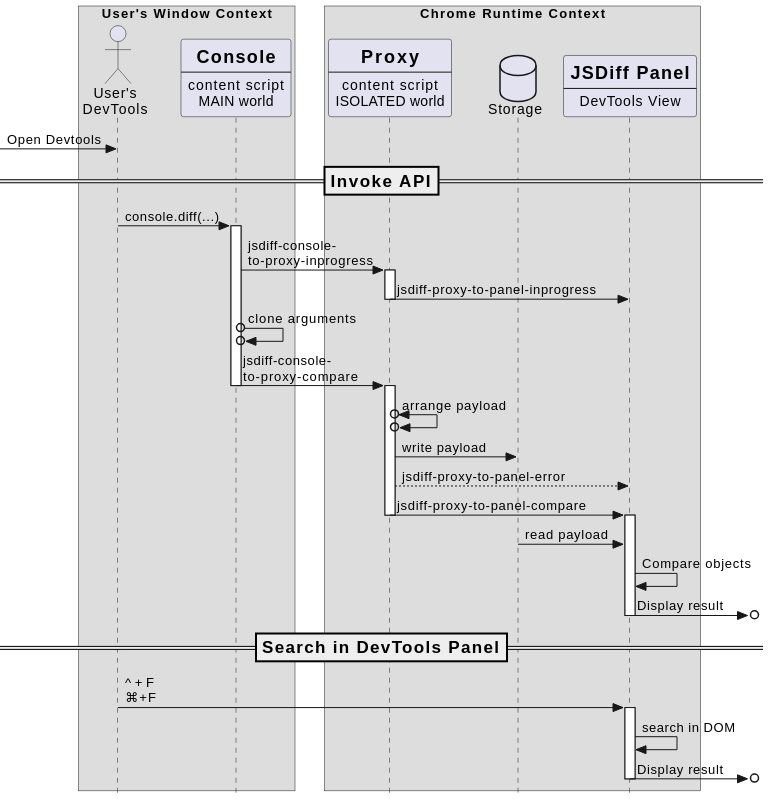 User's Window Context
Chrome Runtime Context
User's
DevTools
Console
content script
MAIN world
Proxy
content script
ISOLATED world
Storage
JSDiff Panel
DevTools View
Open Devtools
Invoke API
console.diff(...)
jsdiff-console-
to-proxy-inprogress
jsdiff-proxy-to-panel-inprogress
clone arguments
jsdiff-console-
to-proxy-compare
arrange payload
write payload
jsdiff-proxy-to-panel-error
jsdiff-proxy-to-panel-compare
read payload
Compare objects
Display result
Search in DevTools Panel
^ + F
⌘+F
search in DOM
Display result